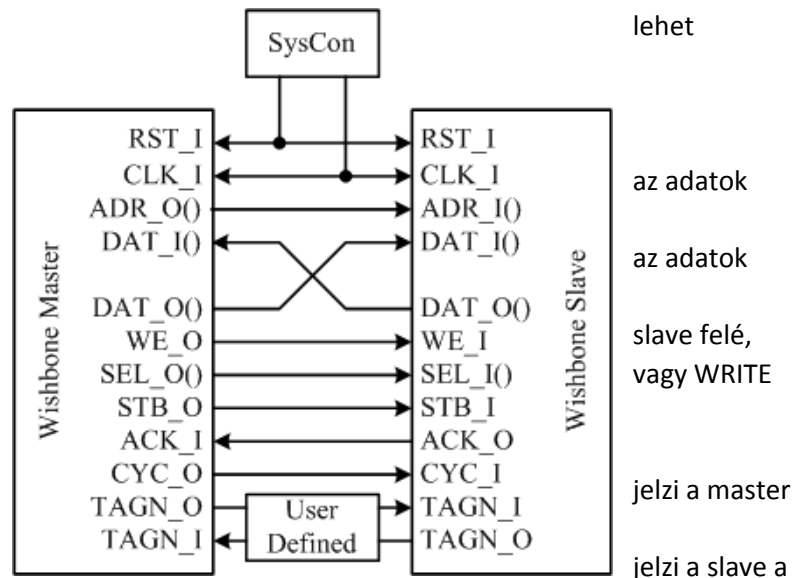 lehet
SysCon
RST_I RST_I
CLK_I CLK_I
az adatok
ADR_O() ADR_I()
DAT_I() DAT_I()
az adatok
DAT_O() DAT_O()
WE_O WE_I
slave felé,
SEL_O() SEL_I()
vagy WRITE
STB_O STB_I
ACK_I ACK_O
CYC_O CYC_I
jelzi a master
TAGN_O User TAGN_I
TAGN_I Defined TAGN_O
jelzi a slave a
Wishbone Master
Wishbone Slave